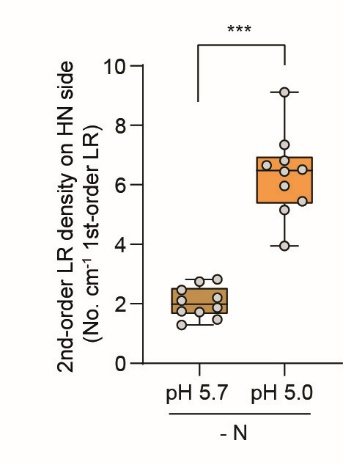 ***
2nd-order LR density on HN side
(No. cm⁻¹ 1st-order LR)
10
8
6
4
2
0
pH 5.7 pH 5.0
- N